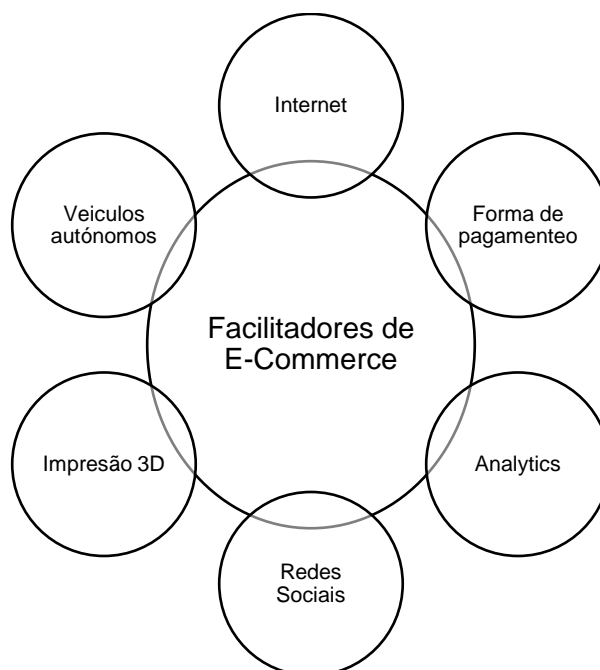 Internet
Veiculos
autónomos
Forma de
pagamenteo
Facilitadores de
E-Commerce
Impresão 3D
Analytics
Redes
Sociais